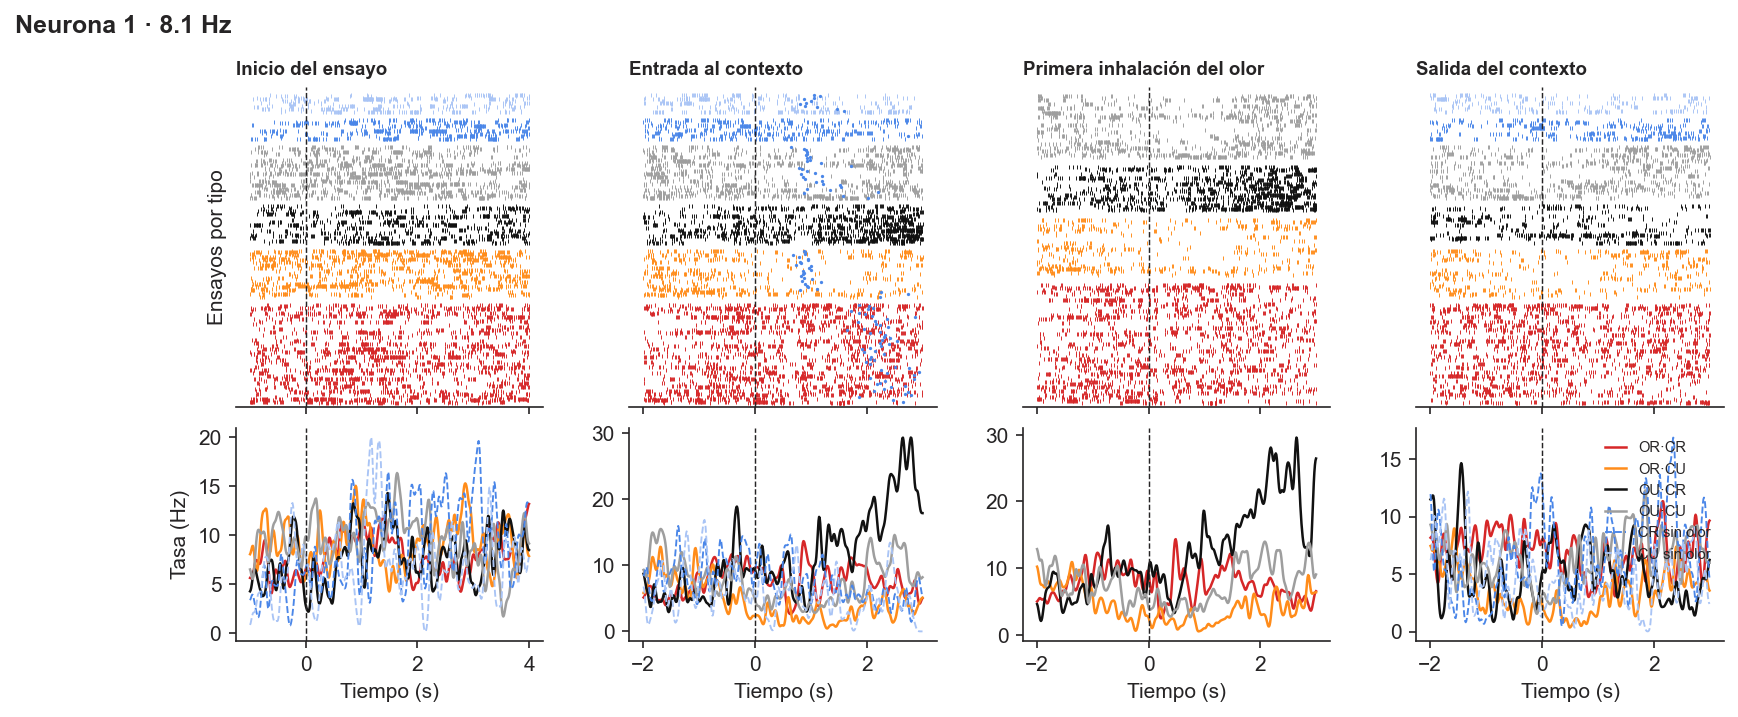 Neurona 1 · 8.1 Hz
Inicio del ensayo
Entrada al contexto
Primera inhalación del olor
Salida del contexto
Ensayos por tipo
Tasa (Hz)
20
15
10
5
0
0
2
4
Tiempo (s)
30
20
10
0
−2
0
2
Tiempo (s)
30
20
10
0
−2
0
2
Tiempo (s)
15
10
5
0
−2
0
2
Tiempo (s)
OR·CR
OR·CU
OU·CR
OU·CU
CR sin olor
CU sin olor